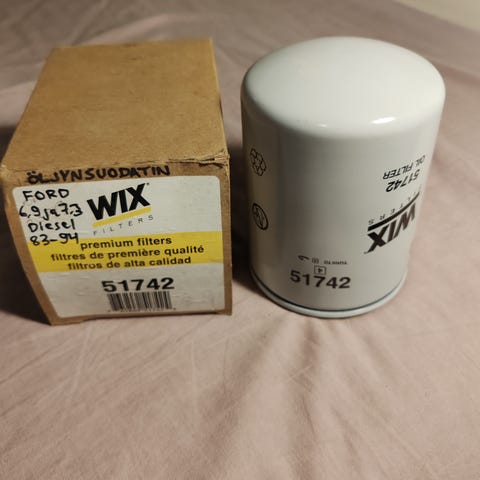 ÖLJYNSUODATIN
FORD
6,9 ja 7,3
Diesel
83-94
WIX
FILTERS
premium filters
filtres de première qualité
filtros de alta calidad
51742
51742
OIL FILTER
WIX
FILTERS
4
51742